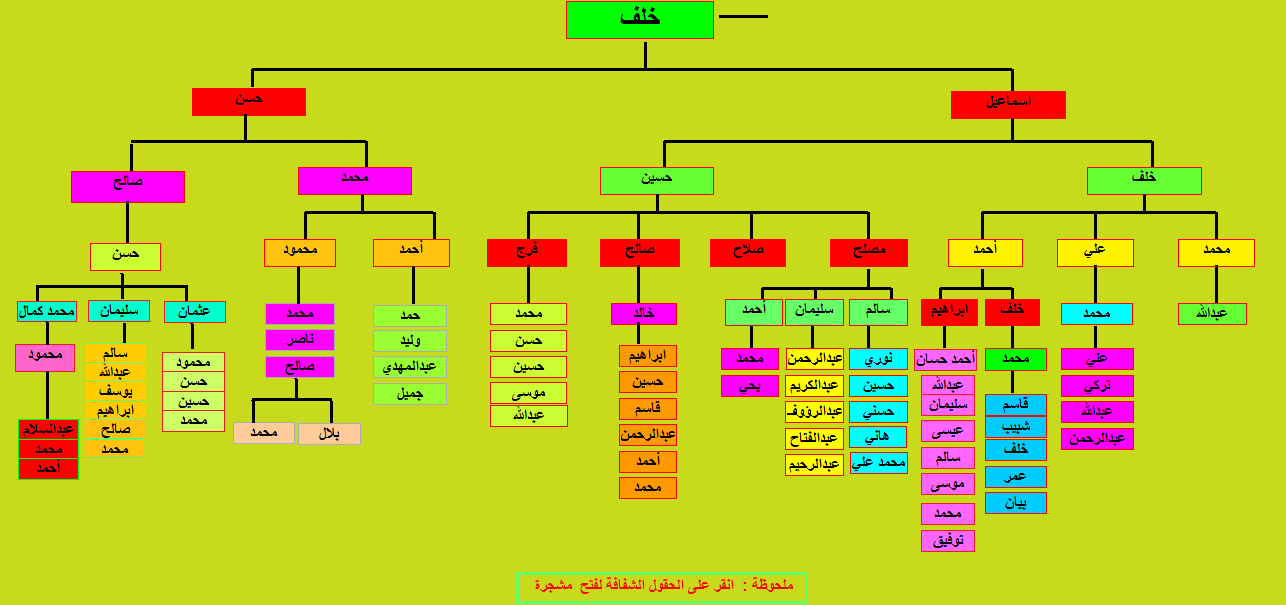 خلف
اسماعيل
حسن
خلف
حسين
محمد
صالح
محمد
علي
أحمد
مصلح
صلاح
صالح
فرج
أحمد
محمود
حسن
عبدالله
محمد
خلف
ابراهيم
سالم
سليمان
أحمد
خالد
محمد
حسن
حسين
موسى
عبدالله
حمد
وليد
عبدالمهدي
جميل
محمد
ناصر
صالح
بلال
محمد
عثمان
سليمان
محمد كمال
علي
تركي
عبدالله
عبدالرحمن
محمد
قاسم
شبيب
خلف
عمر
بيان
أحمد حسان
عبدالله
سليمان
عيسى
سالم
موسى
محمد
توفيق
نوري
حسين
حسني
هاني
محمد علي
عبدالرحمن
عبدالكريم
عبدالرؤوف
عبدالفتاح
عبدالرحيم
محمد
يحي
ابراهيم
حسين
قاسم
عبدالرحمن
أحمد
محمد
محمود
حسن
حسين
محمد
سالم
عبدالله
يوسف
ابراهيم
صالح
محمد
محمود
عبدالسلام
محمد
أحمد
ملحوظة : انقر على الحقول الشفافة لفتح مشجرة